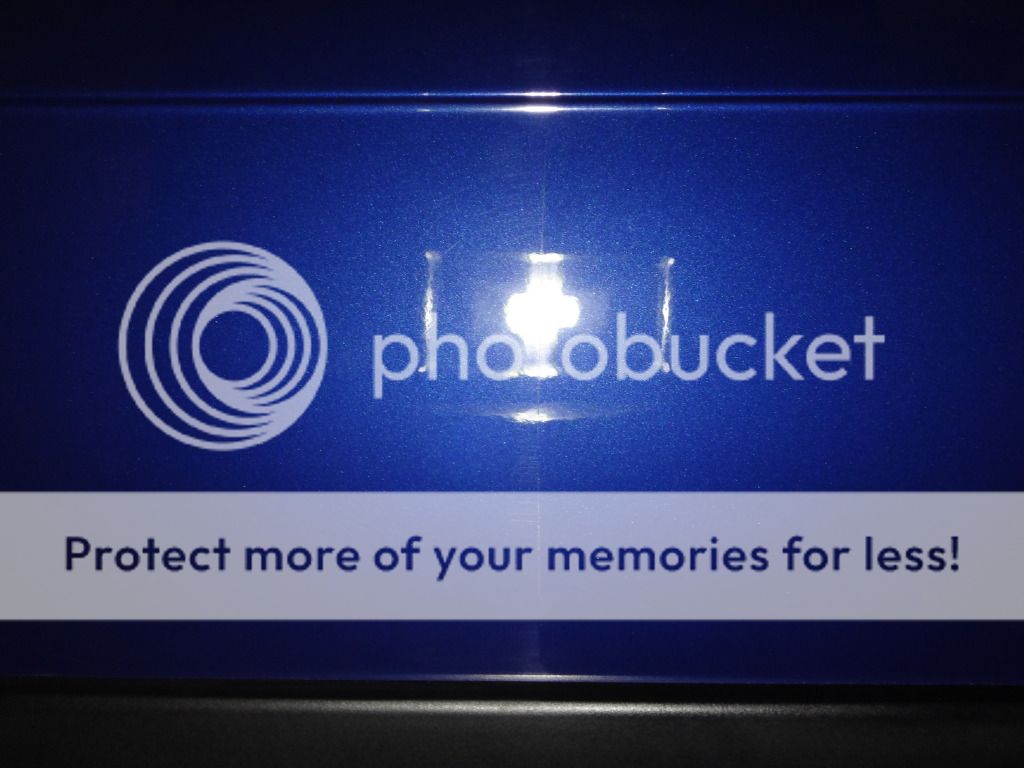 photobucket
Protect more of your memories for less!